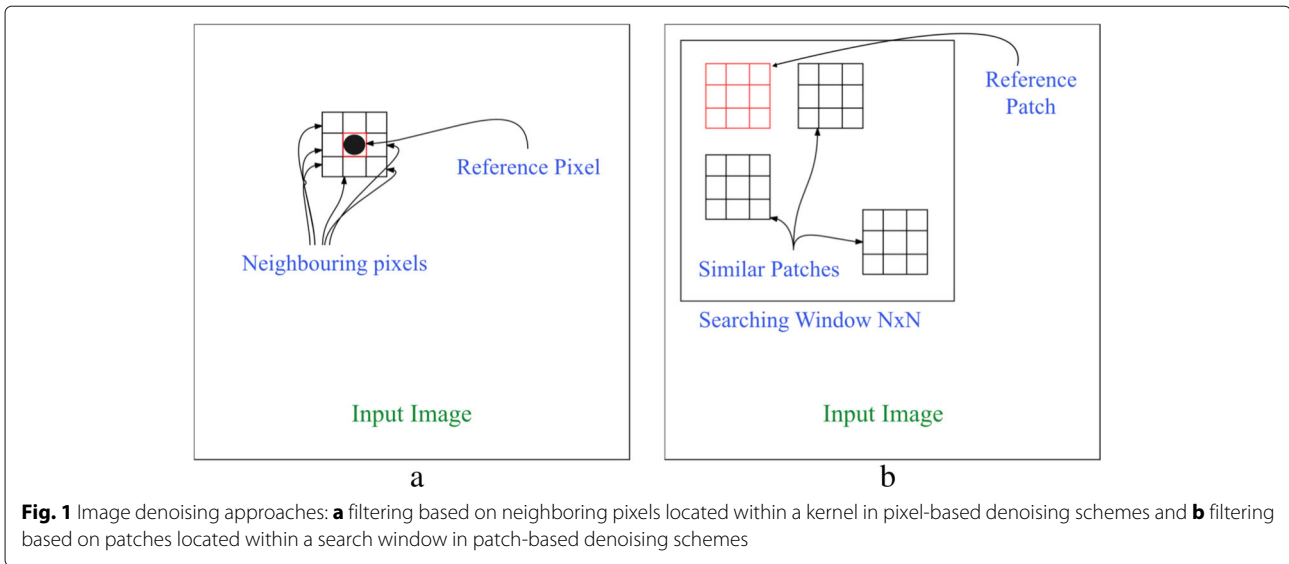 Reference Pixel
Neighbouring pixels
Input Image
a
Reference
Patch
Similar Patches
Searching Window NxN
Input Image
b
Fig. 1 Image denoising approaches: a filtering based on neighboring pixels located within a kernel in pixel-based denoising schemes and b filtering
based on patches located within a search window in patch-based denoising schemes